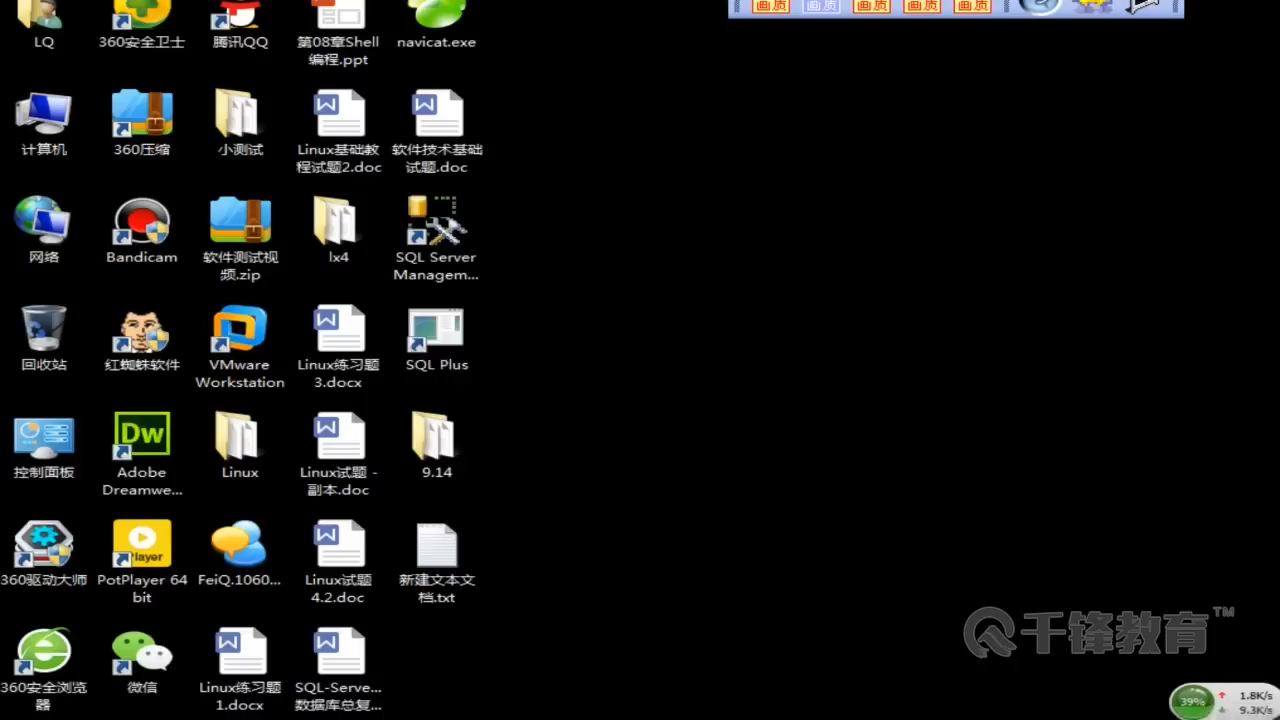 画质 画质 画质 画质 画质
LQ
360安全卫士
腾讯QQ
第08章Shell
编程.ppt
navicat.exe
计算机
360压缩
小测试
Linux基础教
程试题2.doc
软件技术基础
试题.doc
网络
Bandicam
软件测试视
频.zip
lx4
SQL Server
Managem...
回收站
红蜘蛛软件
VMware
Workstation
Linux练习题
3.docx
SQL Plus
控制面板
Dw
Adobe
Dreamwe...
Linux
Linux试题 -
副本.doc
9.14
360驱动大师
Player
PotPlayer 64
bit
FeiQ.1060...
Linux试题
4.2.doc
新建文本文
档.txt
360安全浏览
器
微信
Linux练习题
1.docx
SQL-Serve...
数据库总复...
千锋教育™
39%
1.8K/s
9.3K/s